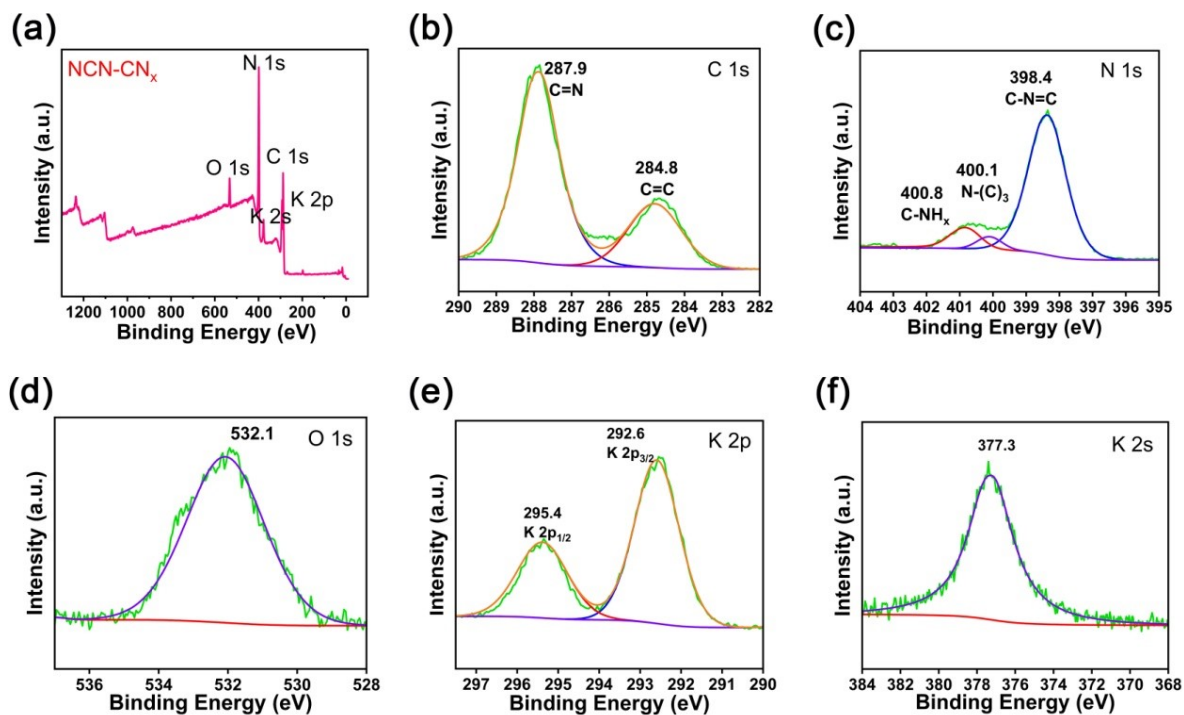 (a)
NCN-CNx
N 1s
O 1s
C 1s
K 2s
K 2p
Intensity (a.u.)
1200 1000 800 600 400 200 0
Binding Energy (eV)
(b)
C 1s
287.9
C=N
284.8
C=C
Intensity (a.u.)
290 289 288 287 286 285 284 283 282
Binding Energy (eV)
(c)
N 1s
398.4
C-N=C
400.1
N-(C)3
400.8
C-NHx
Intensity (a.u.)
404 403 402 401 400 399 398 397 396 395
Binding Energy (eV)
(d)
O 1s
532.1
Intensity (a.u.)
536 534 532 530 528
Binding Energy (eV)
(e)
K 2p
292.6
K 2p3/2
295.4
K 2p1/2
Intensity (a.u.)
297 296 295 294 293 292 291 290
Binding Energy (eV)
(f)
K 2s
377.3
Intensity (a.u.)
384 382 380 378 376 374 372 370 368
Binding Energy (eV)